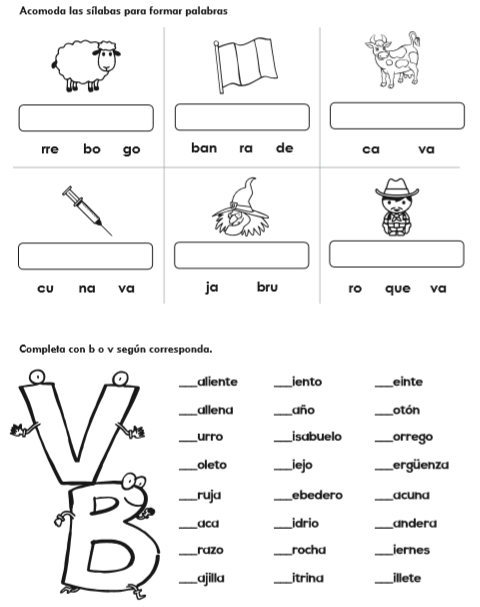 Acomoda las sílabas para formar palabras
rre bo go
ban ra de
ca va
cu na va
ja bru
ro que va
Completa con b o v según corresponda.
___aliente ___iento ___einte
___allena ___año ___otón
___urro ___isabuelo ___orrego
___oleto ___iejo ___ergüenza
___ruja ___ebedero ___acuna
___aca ___idrio ___andera
___razo ___rocha ___iernes
___ajilla ___itrina ___illete
V
B